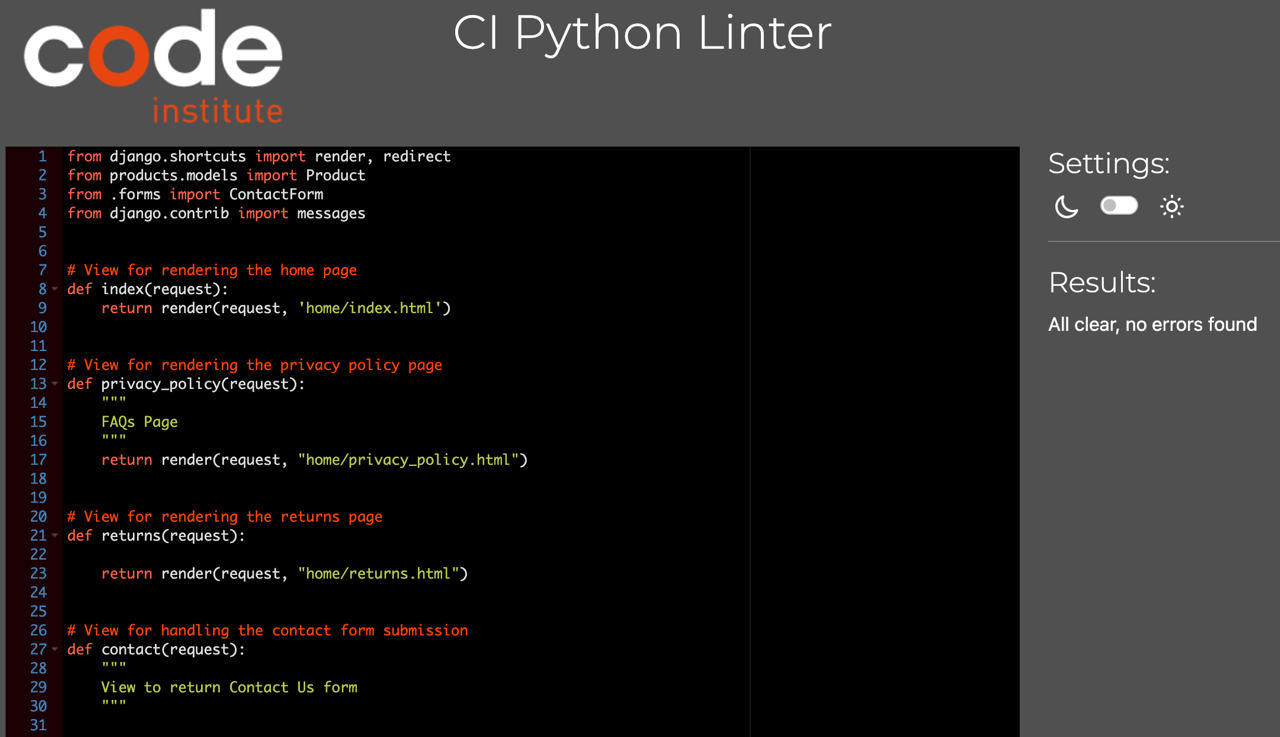 code
institute
CI Python Linter
1 from django.shortcuts import render, redirect
2 from products.models import Product
3 from .forms import ContactForm
4 from django.contrib import messages
5
6
7 # View for rendering the home page
8 def index(request):
9     return render(request, 'home/index.html')
10
11
12 # View for rendering the privacy policy page
13 def privacy_policy(request):
14     """
15     FAQs Page
16     """
17     return render(request, "home/privacy_policy.html")
18
19
20 # View for rendering the returns page
21 def returns(request):
22
23     return render(request, "home/returns.html")
24
25
26 # View for handling the contact form submission
27 def contact(request):
28     """
29     View to return Contact Us form
30     """
31
Settings:
Results:
All clear, no errors found